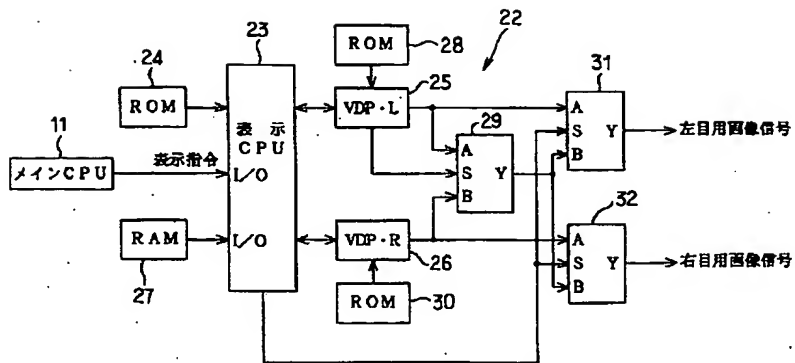 22
23
ROM
28
24
25
31
ROM
VDP・L
A
S
B
Y
左目用画像信号
表示
CPU
29
A
S
B
Y
11
メインCPU
表示指令
I/O
32
RAM
27
I/O
VDP・R
26
A
S
B
Y
右目用画像信号
ROM
30